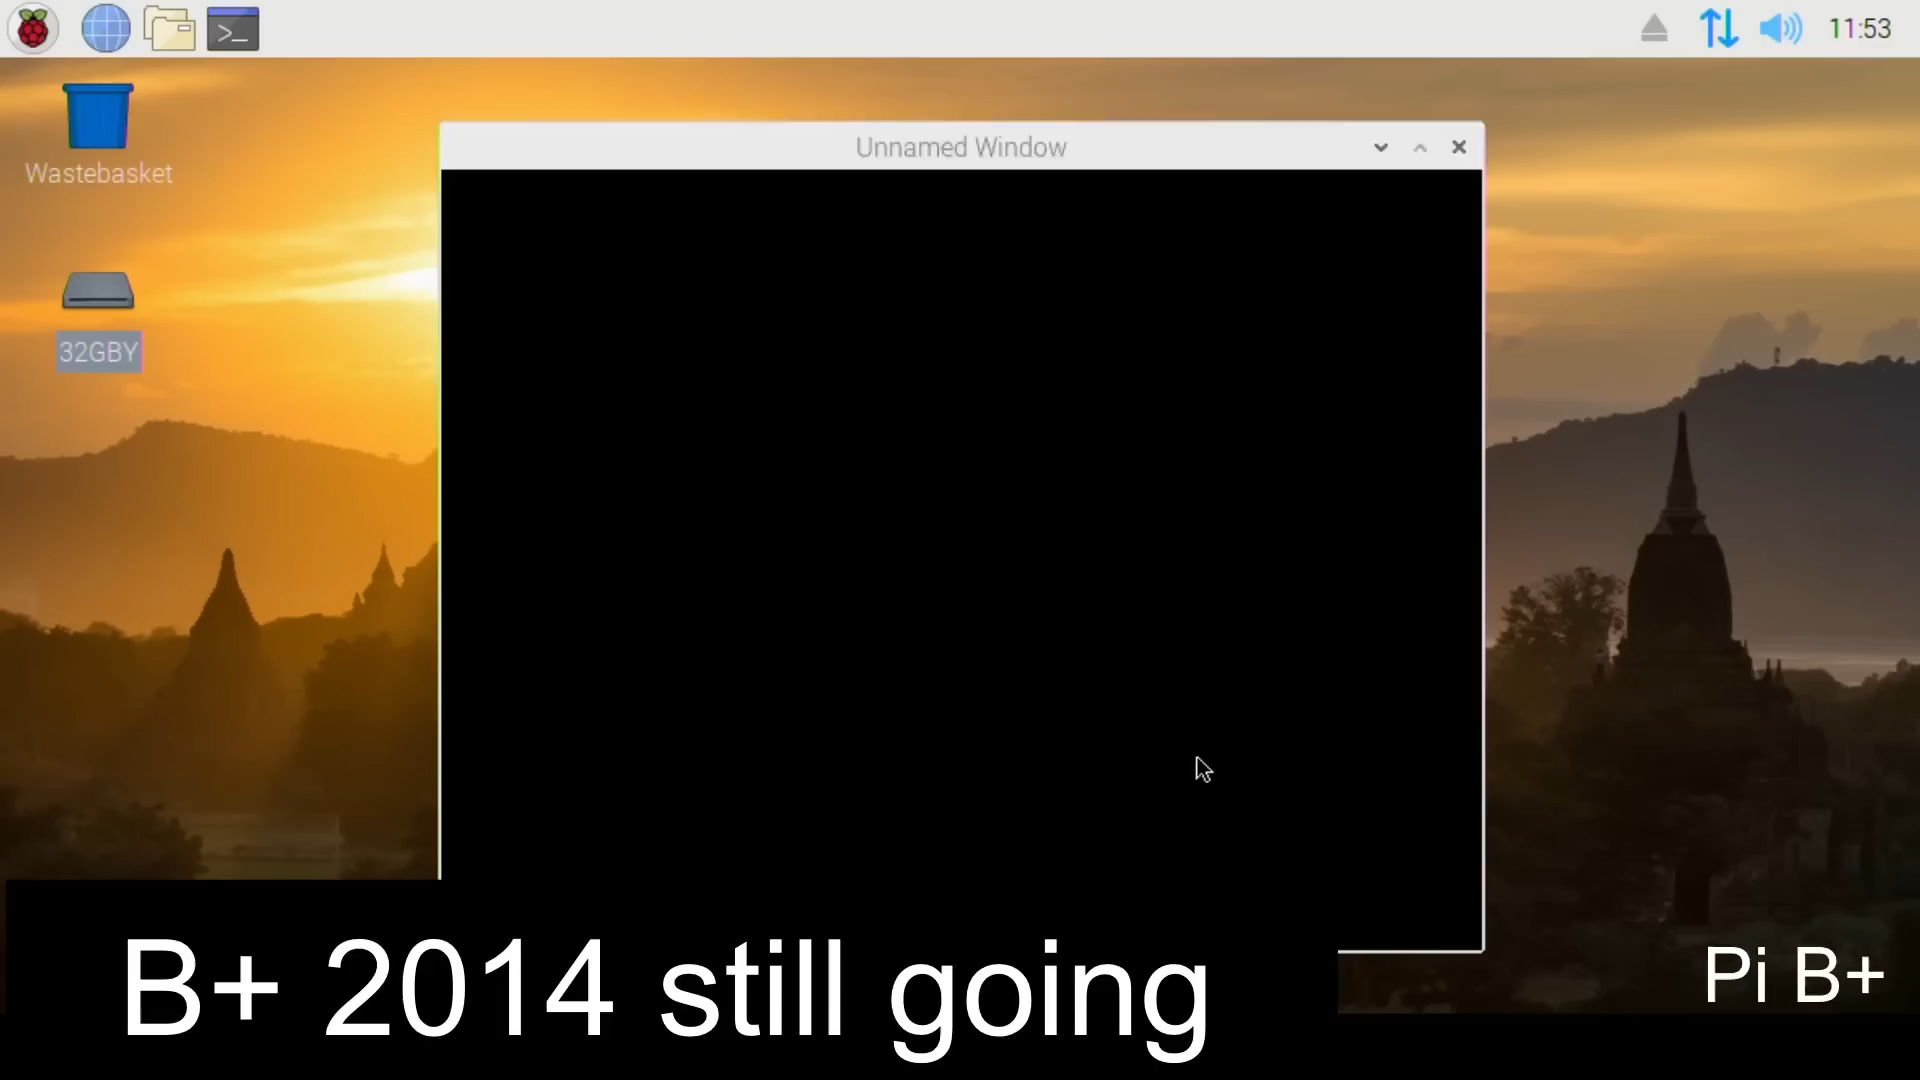 >_
11:53
Wastebasket
Unnamed Window
32GBY
B+ 2014 still going
Pi B+